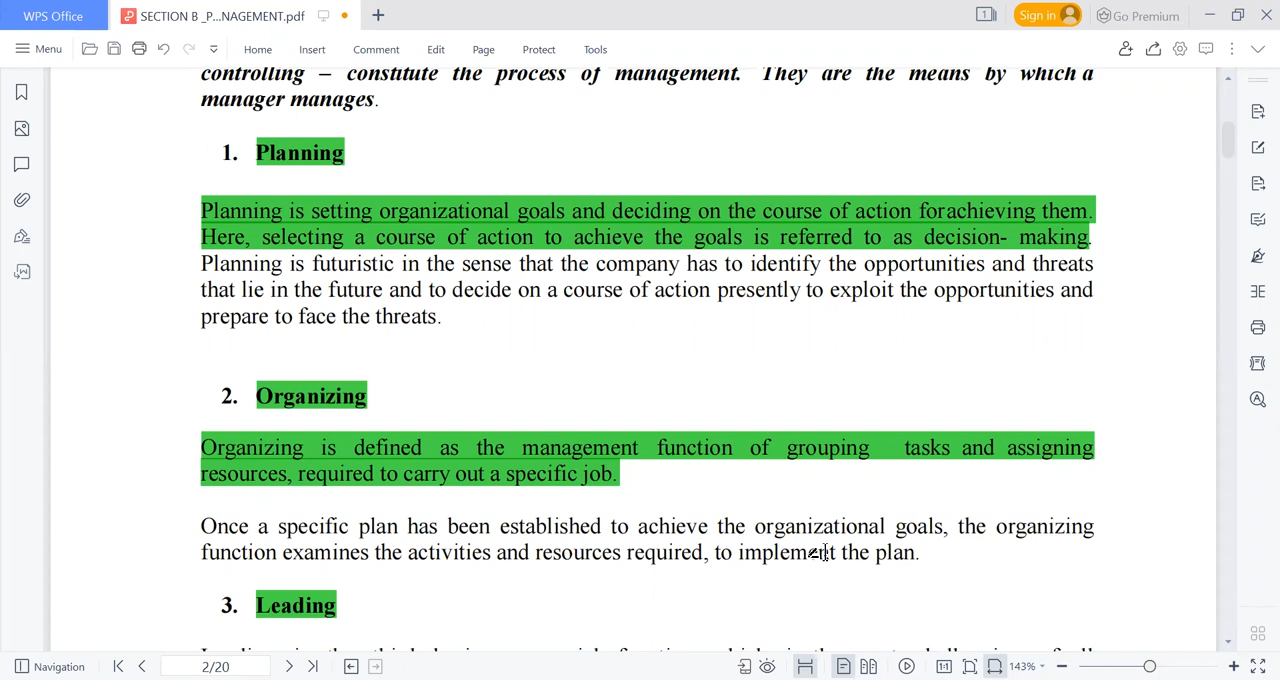 WPS Office
SECTION B _P...NAGEMENT.pdf
1
Sign in
Go Premium
Menu
Home
Insert
Comment
Edit
Page
Protect
Tools
controlling – constitute the process of management. They are the means by which a
manager manages.
1. Planning
Planning is setting organizational goals and deciding on the course of action forachieving them.
Here, selecting a course of action to achieve the goals is referred to as decision- making.
Planning is futuristic in the sense that the company has to identify the opportunities and threats
that lie in the future and to decide on a course of action presently to exploit the opportunities and
prepare to face the threats.
2. Organizing
Organizing is defined as the management function of grouping tasks and assigning
resources, required to carry out a specific job.
Once a specific plan has been established to achieve the organizational goals, the organizing
function examines the activities and resources required, to implement the plan.
3. Leading
Navigation
2/20
1:1
143%